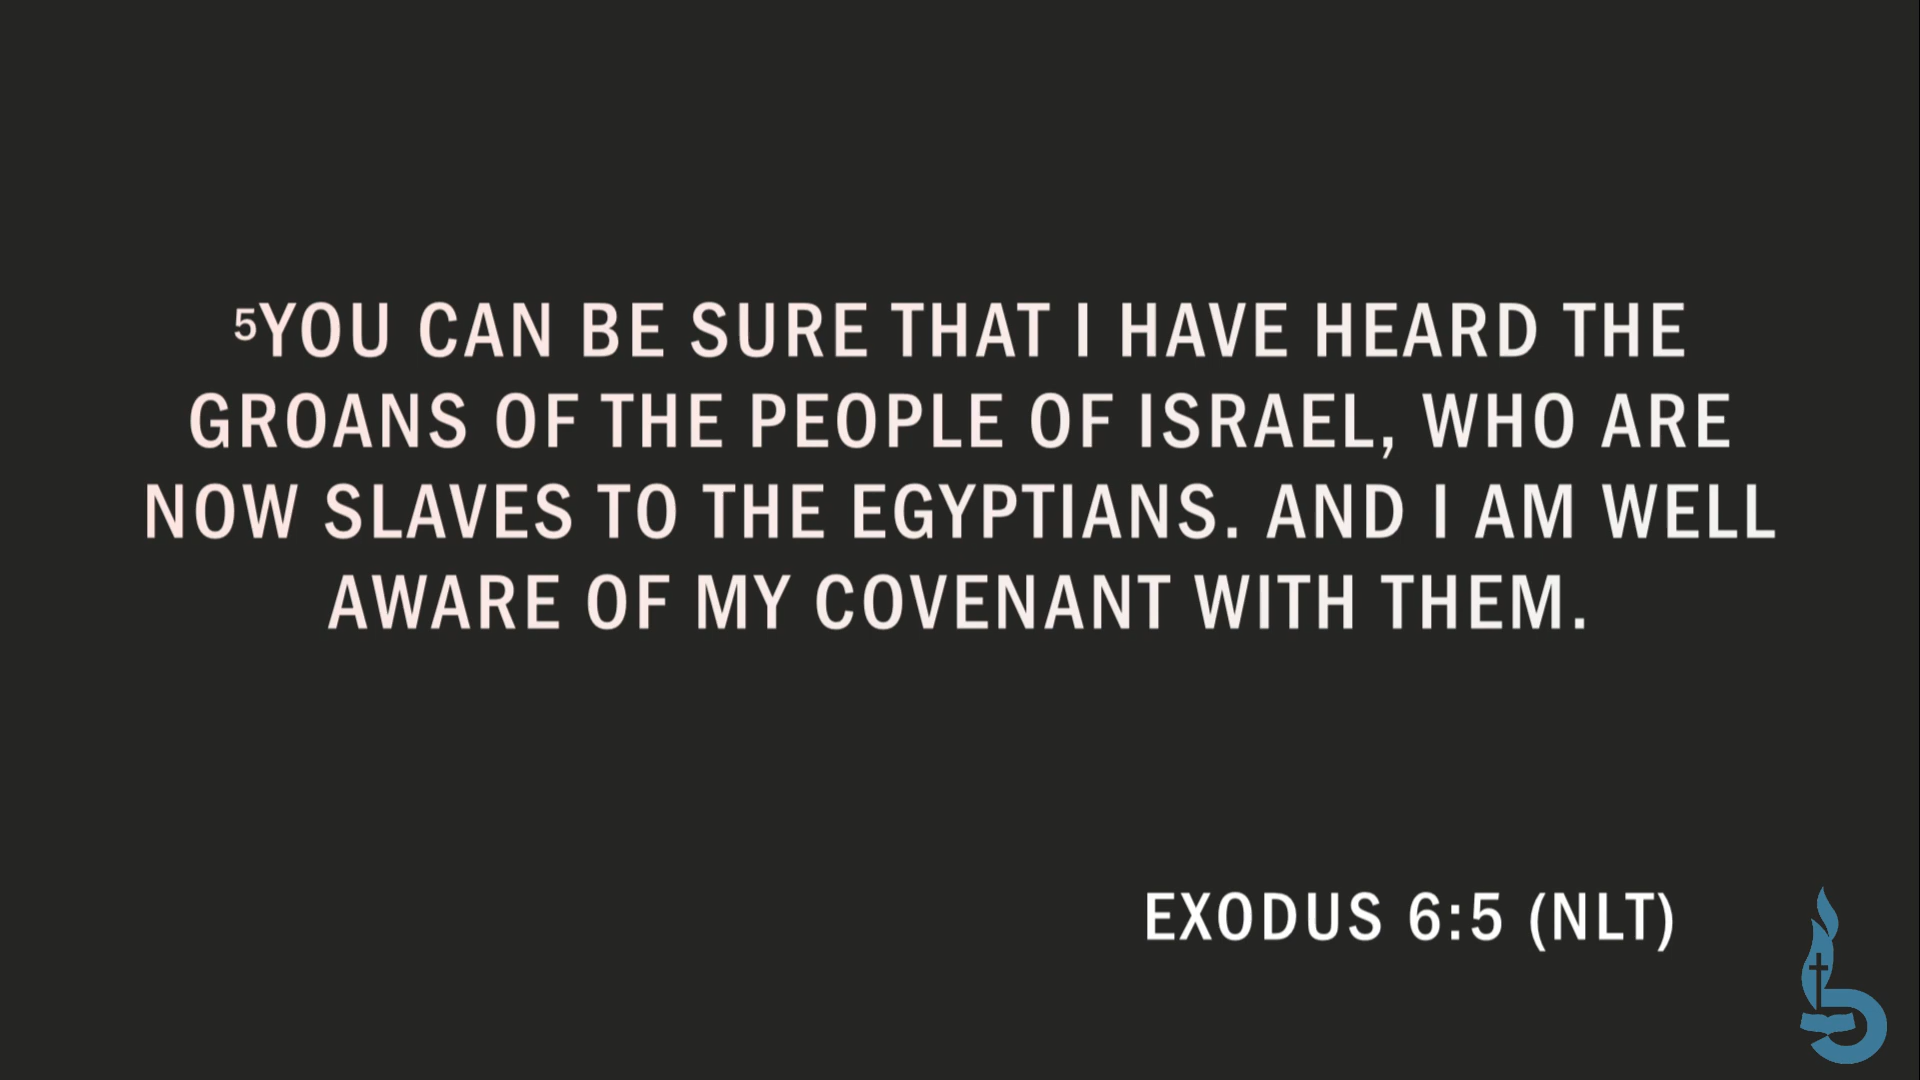 ⁵YOU CAN BE SURE THAT I HAVE HEARD THE
GROANS OF THE PEOPLE OF ISRAEL, WHO ARE
NOW SLAVES TO THE EGYPTIANS. AND I AM WELL
AWARE OF MY COVENANT WITH THEM.
EXODUS 6:5 (NLT)